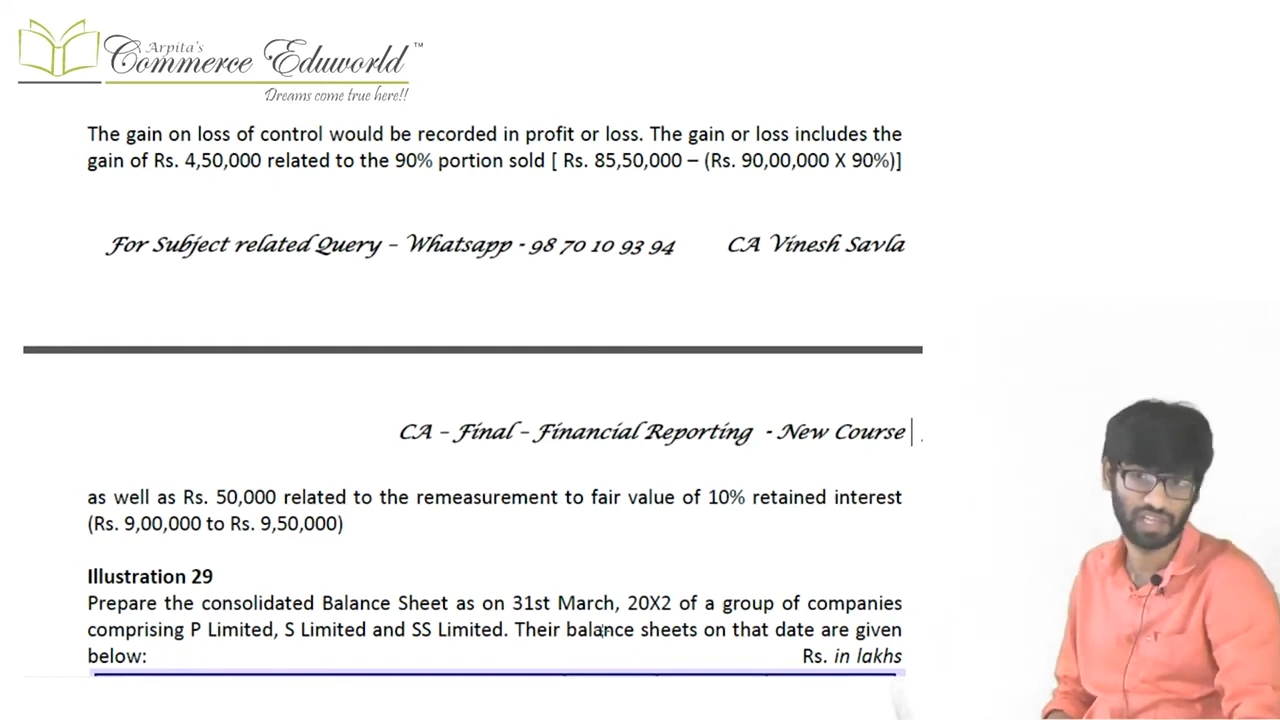 Arpita's
Commerce Eduworld™
Dreams come true here!!
The gain on loss of control would be recorded in profit or loss. The gain or loss includes the
gain of Rs. 4,50,000 related to the 90% portion sold [ Rs. 85,50,000 – (Rs. 90,00,000 X 90%)]
For Subject related Query – Whatsapp - 98 70 10 93 94 CA Vinesh Savla
CA – Final – Financial Reporting - New Course
as well as Rs. 50,000 related to the remeasurement to fair value of 10% retained interest
(Rs. 9,00,000 to Rs. 9,50,000)
Illustration 29
Prepare the consolidated Balance Sheet as on 31st March, 20X2 of a group of companies
comprising P Limited, S Limited and SS Limited. Their balance sheets on that date are given
below: Rs. in lakhs